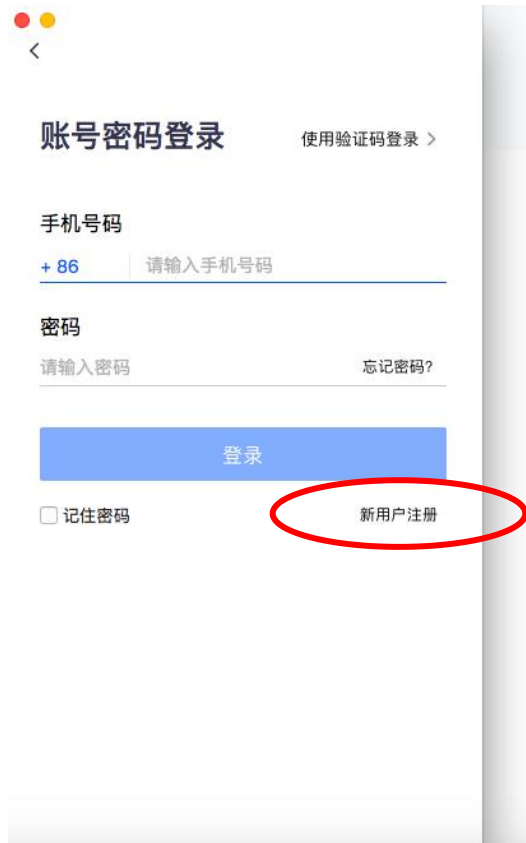 账号密码登录 使用验证码登录 >
手机号码
+ 86 请输入手机号码
密码
请输入密码 忘记密码?
登录
记住密码 新用户注册